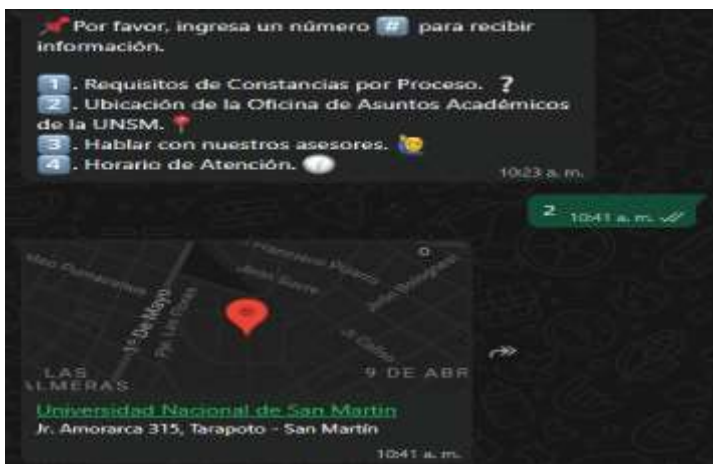 📌Por favor, ingresa un número #️⃣ para recibir
información.
1️⃣. Requisitos de Constancias por Proceso. ❔
2️⃣. Ubicación de la Oficina de Asuntos Académicos
de la UNSM.📍
3️⃣. Hablar con nuestros asesores. 🙋
4️⃣. Horario de Atención. 🕐
10:23 a. m.
2 10:41 a. m.
1° De Mayo
LAS
9 DE ABR
Universidad Nacional de San Martin
Jr. Amorarca 315, Tarapoto - San Martín
10:41 a. m.